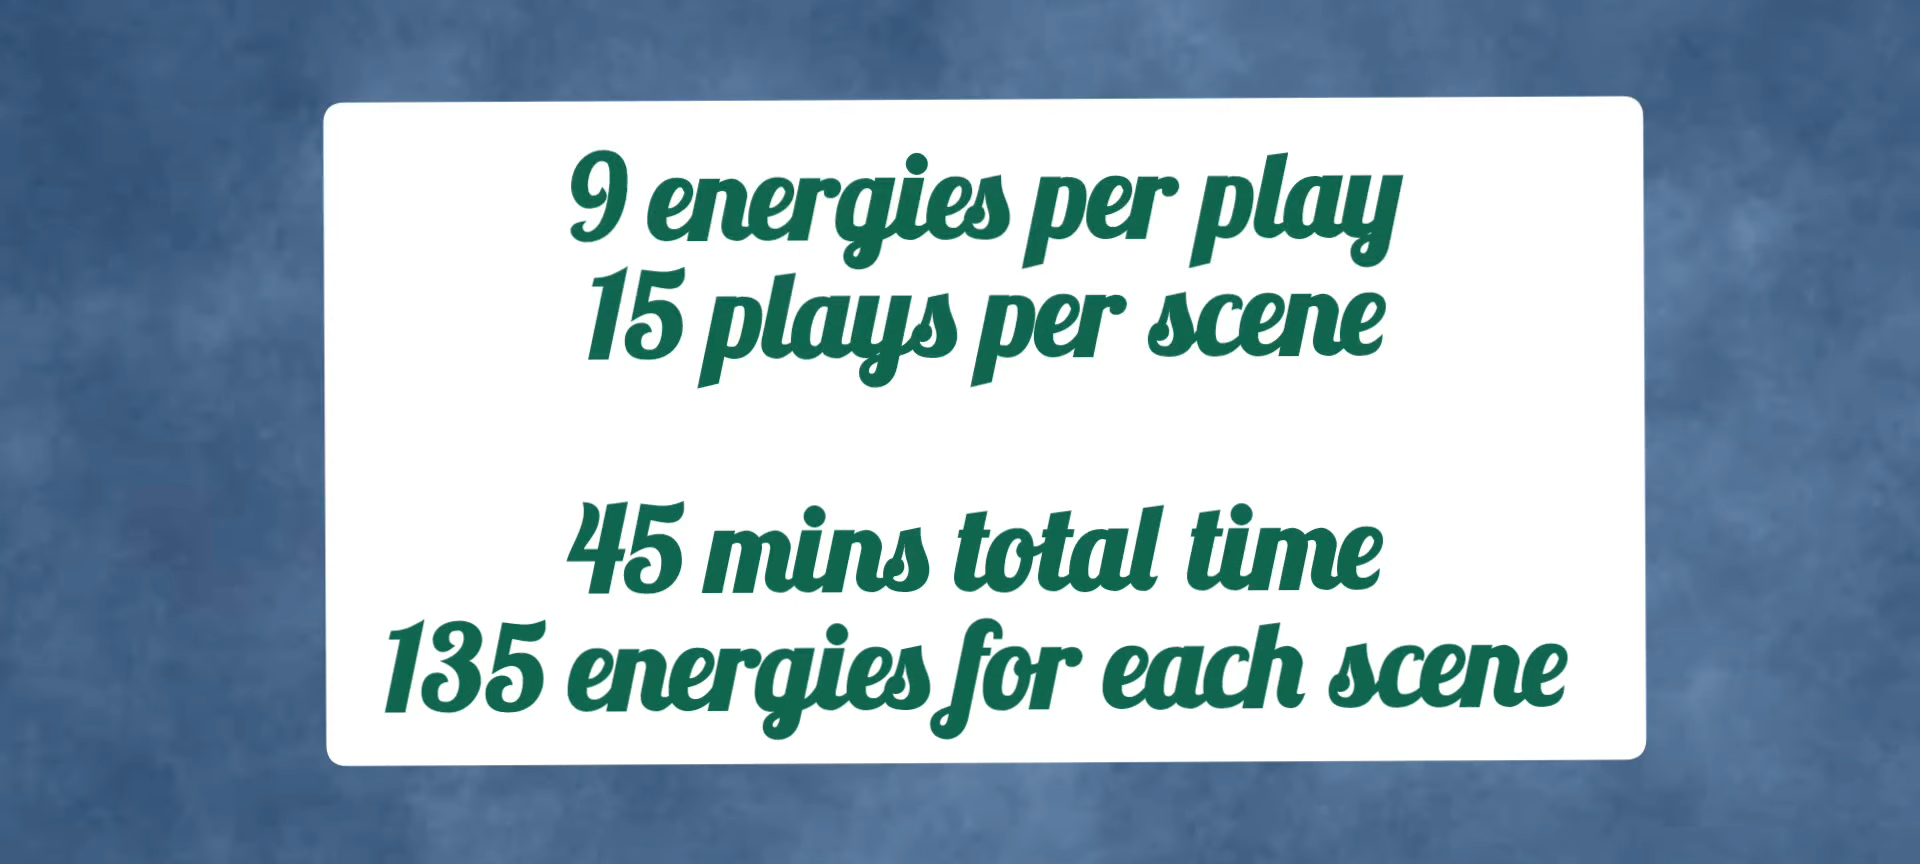 9 energies per play
15 plays per scene
45 mins total time
135 energies for each scene